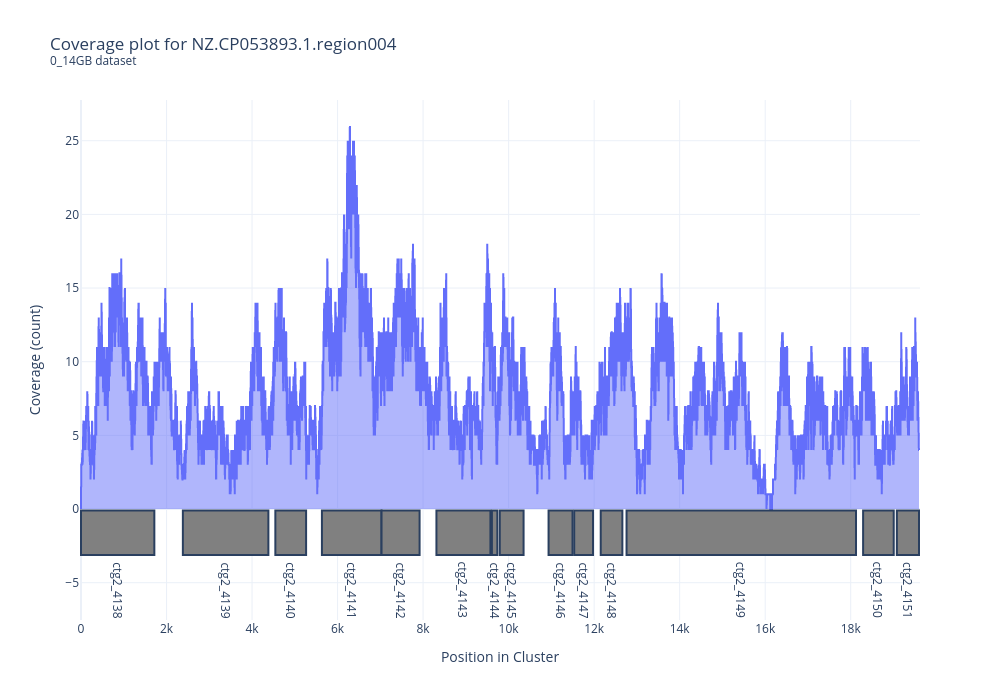 Coverage plot for NZ.CP053893.1.region004
0_14GB dataset
Coverage (count)
25
20
15
10
5
0
−5
ctg2_4138
ctg2_4139
ctg2_4140
ctg2_4141
ctg2_4142
ctg2_4143
ctg2_4144
ctg2_4145
ctg2_4146
ctg2_4147
ctg2_4148
ctg2_4149
ctg2_4150
ctg2_4151
0 2k 4k 6k 8k 10k 12k 14k 16k 18k
Position in Cluster